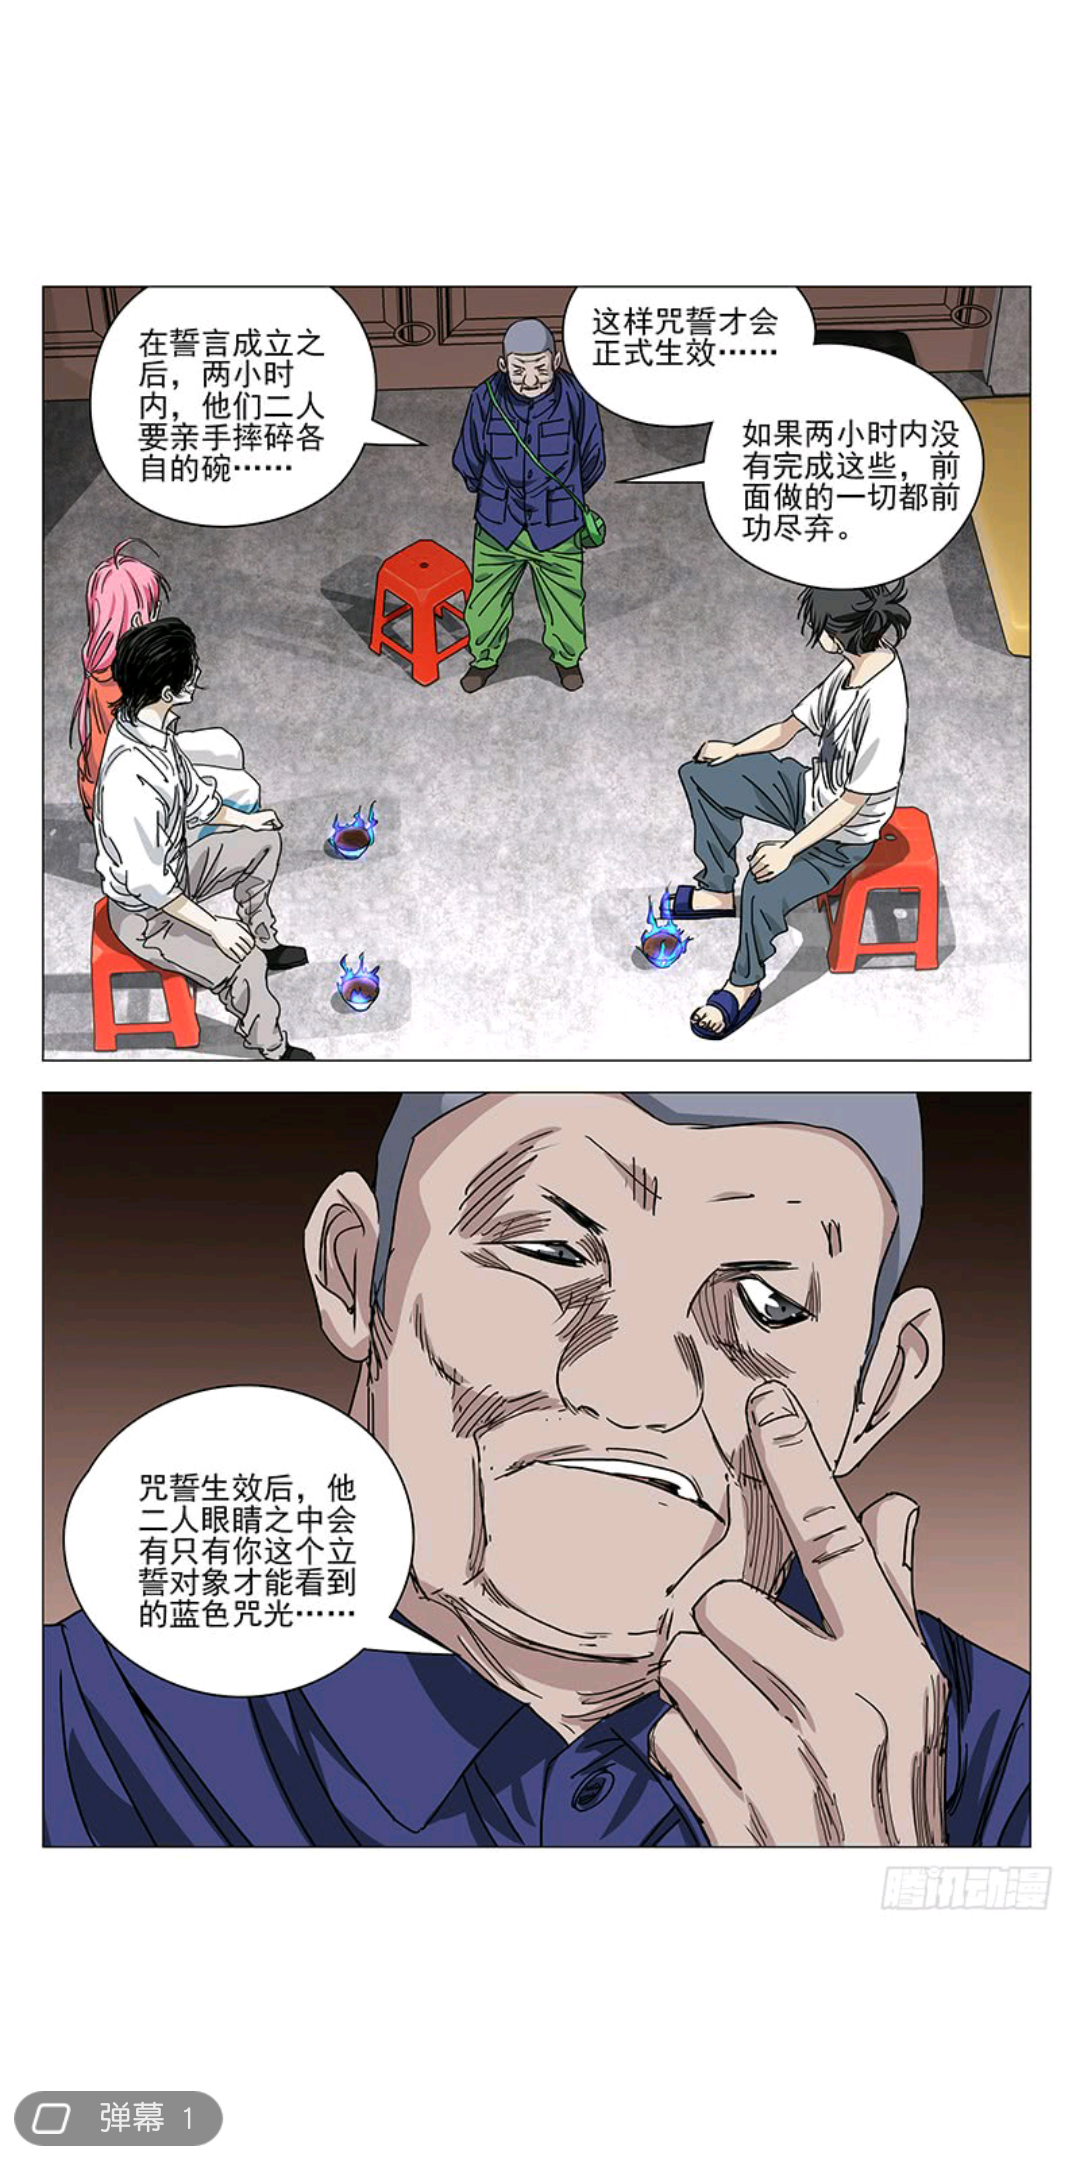 在誓言成立之
后，两小时
内，他们二人
要亲手摔碎各
自的碗……
这样咒誓才会
正式生效……
如果两小时内没
有完成这些，前
面做的一切都前
功尽弃。
咒誓生效后，他
二人眼睛之中会
有只有你这个立
誓对象才能看到
的蓝色咒光……
腾讯动漫
弹幕 1